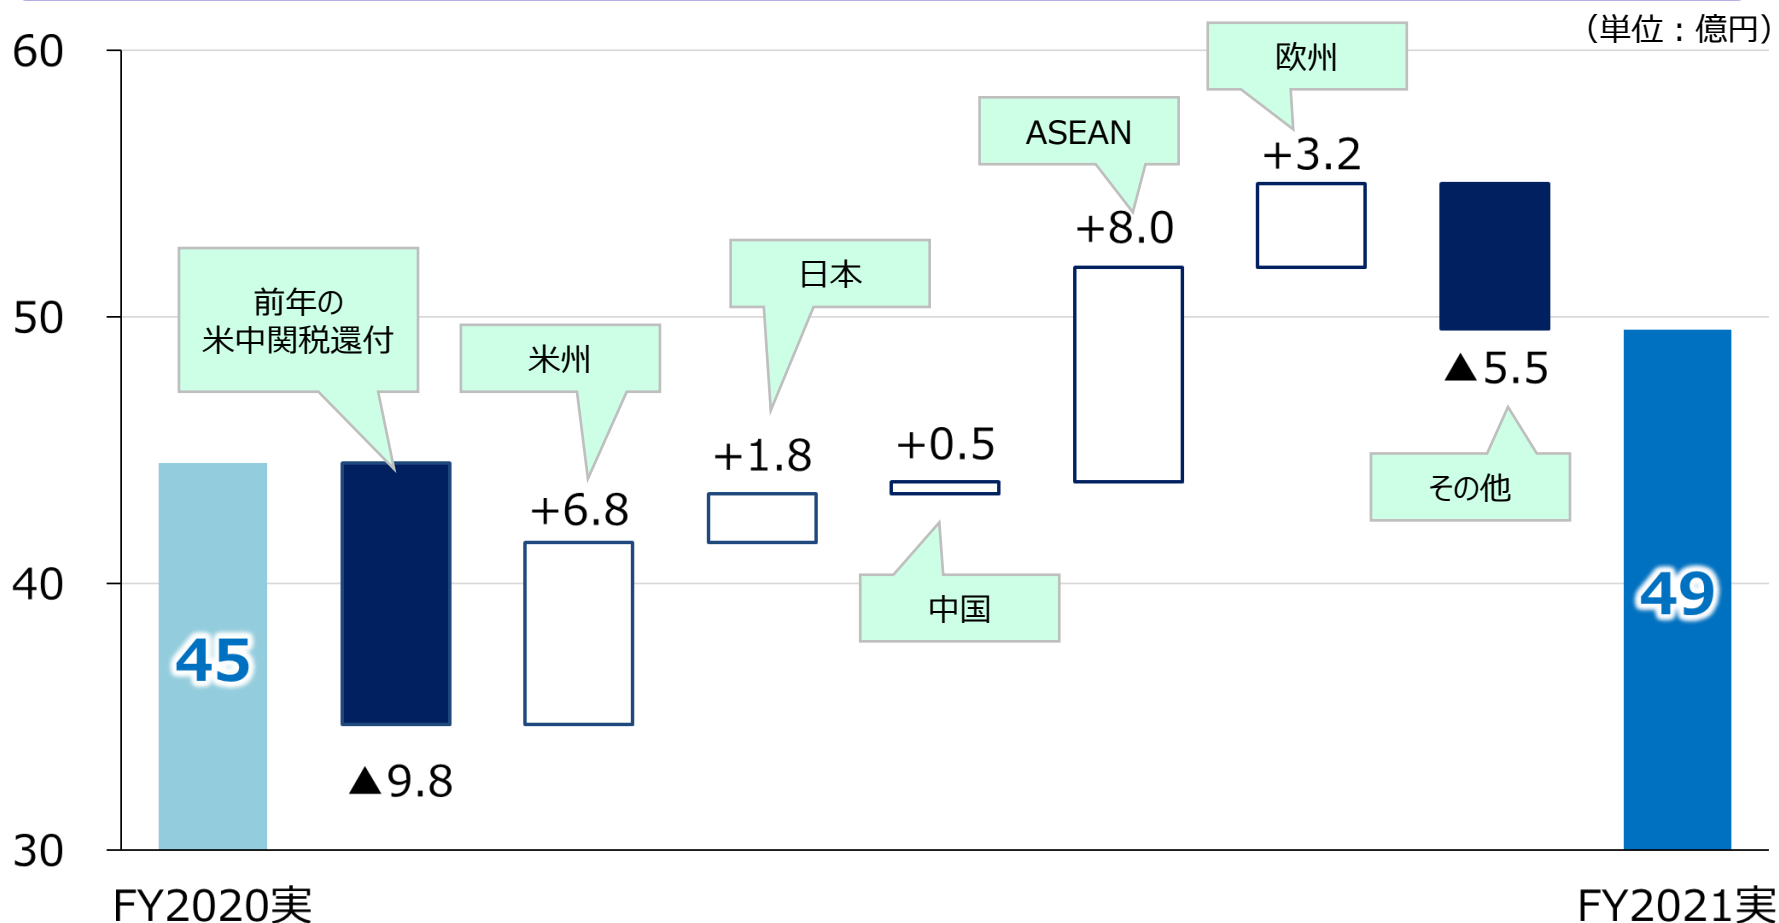 (単位：億円)
60
50
40
30
45
前年の
米中関税還付
▲9.8
米州
+6.8
日本
+1.8
+0.5
中国
ASEAN
+8.0
欧州
+3.2
▲5.5
その他
49
FY2020実
FY2021実